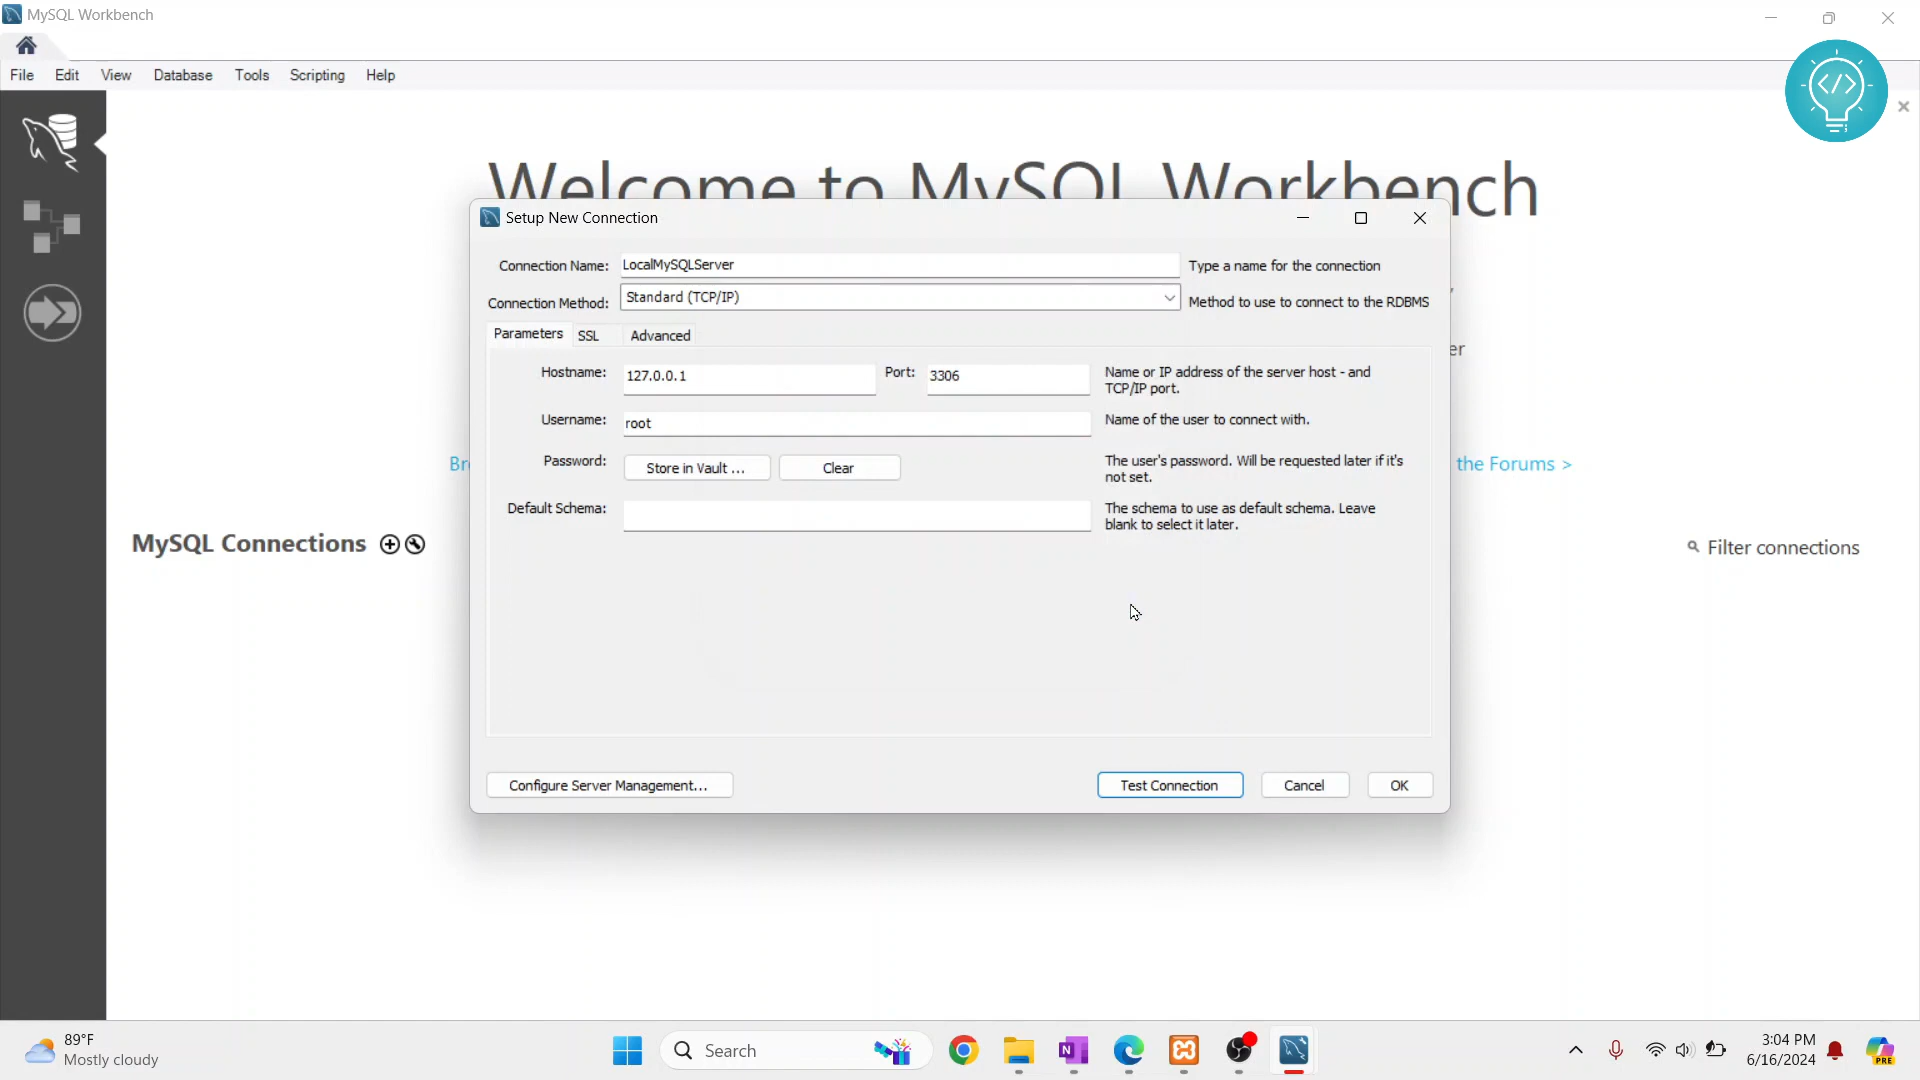 MySQL Workbench
File Edit View Database Tools Scripting Help
</>
Welcome to MySQL Workbench
Setup New Connection
Connection Name: LocalMySQLServer Type a name for the connection
Connection Method: Standard (TCP/IP) Method to use to connect to the RDBMS
Parameters SSL Advanced
er
Hostname: 127.0.0.1 Port: 3306 Name or IP address of the server host - and
TCP/IP port.
Username: root Name of the user to connect with.
Password: Store in Vault ... Clear The user's password. Will be requested later if it's
not set.
Br the Forums >
Default Schema: The schema to use as default schema. Leave
blank to select it later.
MySQL Connections Filter connections
Configure Server Management... Test Connection Cancel OK
89°F
Mostly cloudy
Search
3:04 PM
6/16/2024
PRE